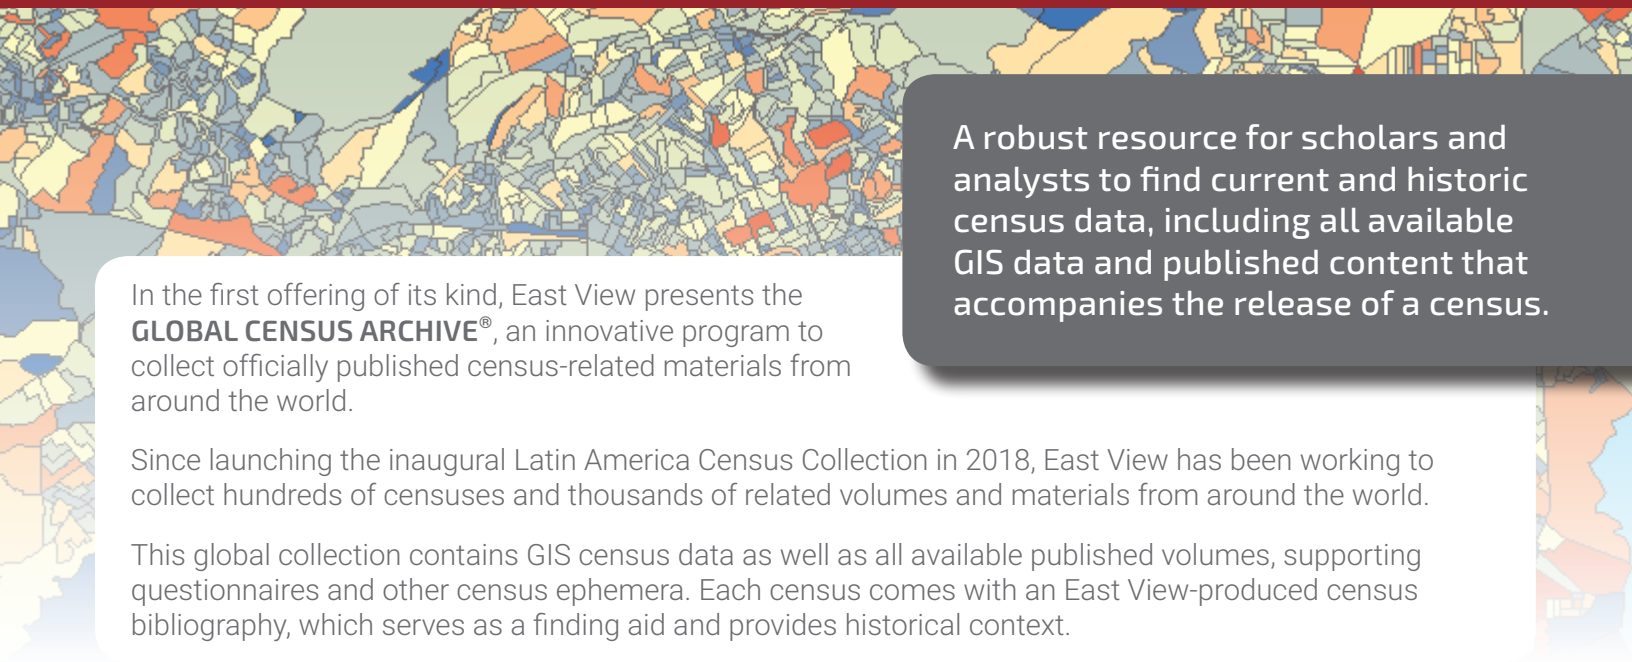 A robust resource for scholars and
analysts to find current and historic
census data, including all available
GIS data and published content that
accompanies the release of a census.
In the first offering of its kind, East View presents the
GLOBAL CENSUS ARCHIVE®, an innovative program to
collect officially published census-related materials from
around the world.
Since launching the inaugural Latin America Census Collection in 2018, East View has been working to
collect hundreds of censuses and thousands of related volumes and materials from around the world.
This global collection contains GIS census data as well as all available published volumes, supporting
questionnaires and other census ephemera. Each census comes with an East View-produced census
bibliography, which serves as a finding aid and provides historical context.